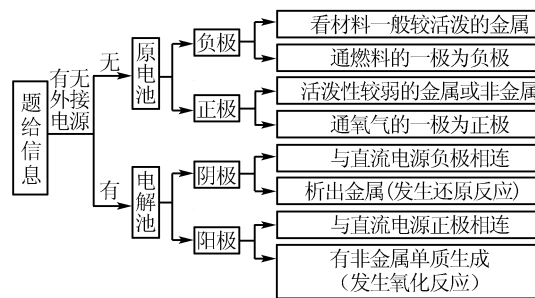 题给信息
有无
外接
电源
无
有
原电池
电解池
负极
正极
阴极
阳极
看材料一般较活泼的金属
通燃料的一极为负极
活泼性较弱的金属或非金属
通氧气的一极为正极
与直流电源负极相连
析出金属(发生还原反应)
与直流电源正极相连
有非金属单质生成
（发生氧化反应）